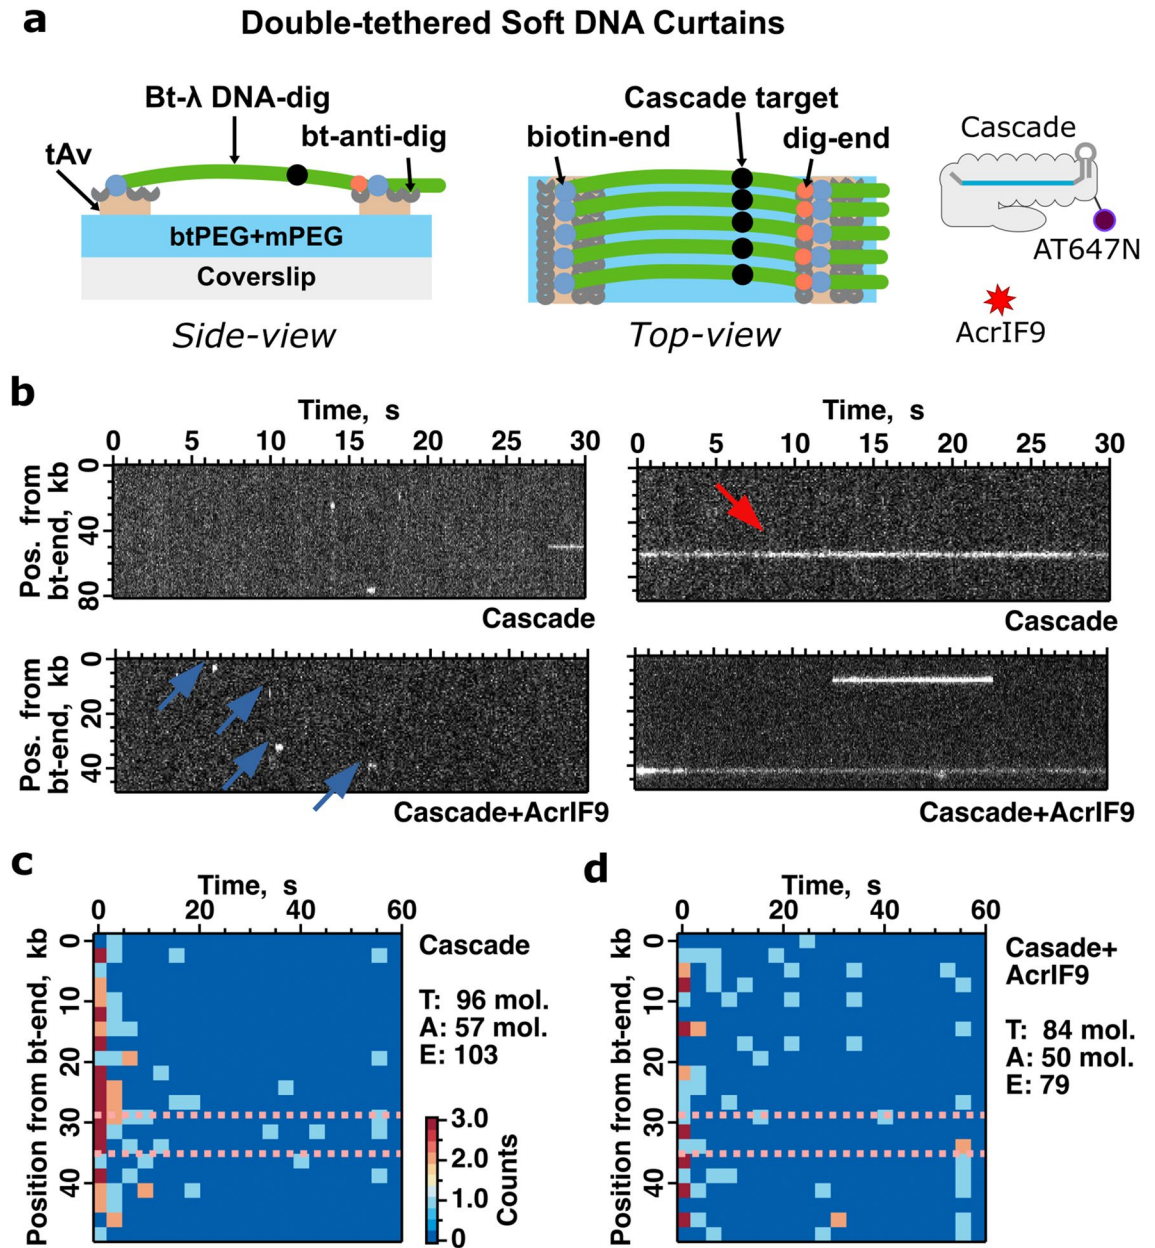 a
Double-tethered Soft DNA Curtains
Bt-λ DNA-dig
bt-anti-dig
tAv
btPEG+mPEG
Coverslip
Side-view
Cascade target
biotin-end
dig-end
Top-view
Cascade
AT647N
AcrIF9
b
Time, s
0 5 10 15 20 25 30
Pos. from
bt-end, kb
0
40
80
Cascade
Time, s
0 5 10 15 20 25 30
Cascade
Pos. from
bt-end, kb
0
20
40
Cascade+AcrIF9
Cascade+AcrIF9
c
Time, s
0 20 40 60
Position from bt-end, kb
0
10
20
30
40
Cascade
T: 96 mol.
A: 57 mol.
E: 103
3.0
2.0
1.0
0
Counts
d
Time, s
0 20 40 60
Position from bt-end, kb
0
10
20
30
40
Casade+
AcrIF9
T: 84 mol.
A: 50 mol.
E: 79